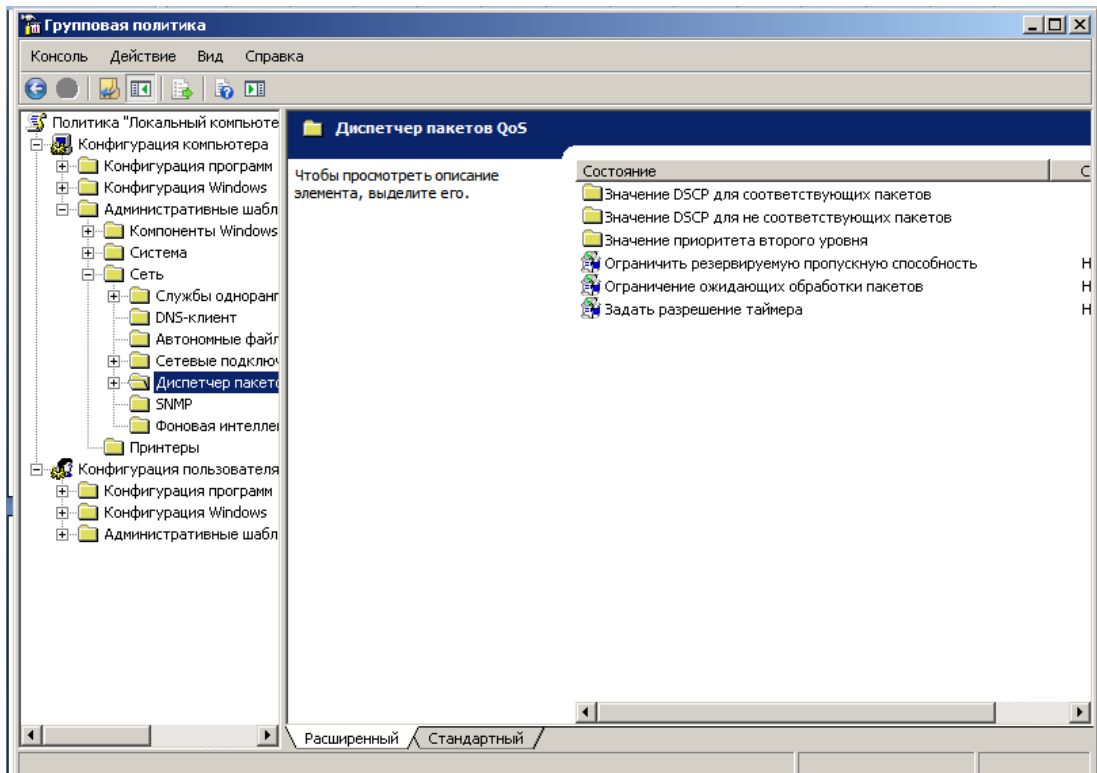 Групповая политика
Консоль Действие Вид Справка
Политика "Локальный компьюте
Конфигурация компьютера
Конфигурация программ
Конфигурация Windows
Административные шабл
Компоненты Windows
Система
Сеть
Службы одноранг
DNS-клиент
Автономные файл
Сетевые подключ
Диспетчер пакето
SNMP
Фоновая интеллек
Принтеры
Конфигурация пользователя
Конфигурация программ
Конфигурация Windows
Административные шабл
Диспетчер пакетов QoS
Чтобы просмотреть описание
элемента, выделите его.
Состояние С
Значение DSCP для соответствующих пакетов
Значение DSCP для не соответствующих пакетов
Значение приоритета второго уровня
Ограничить резервируемую пропускную способность Н
Ограничение ожидающих обработки пакетов Н
Задать разрешение таймера Н
Расширенный Стандартный